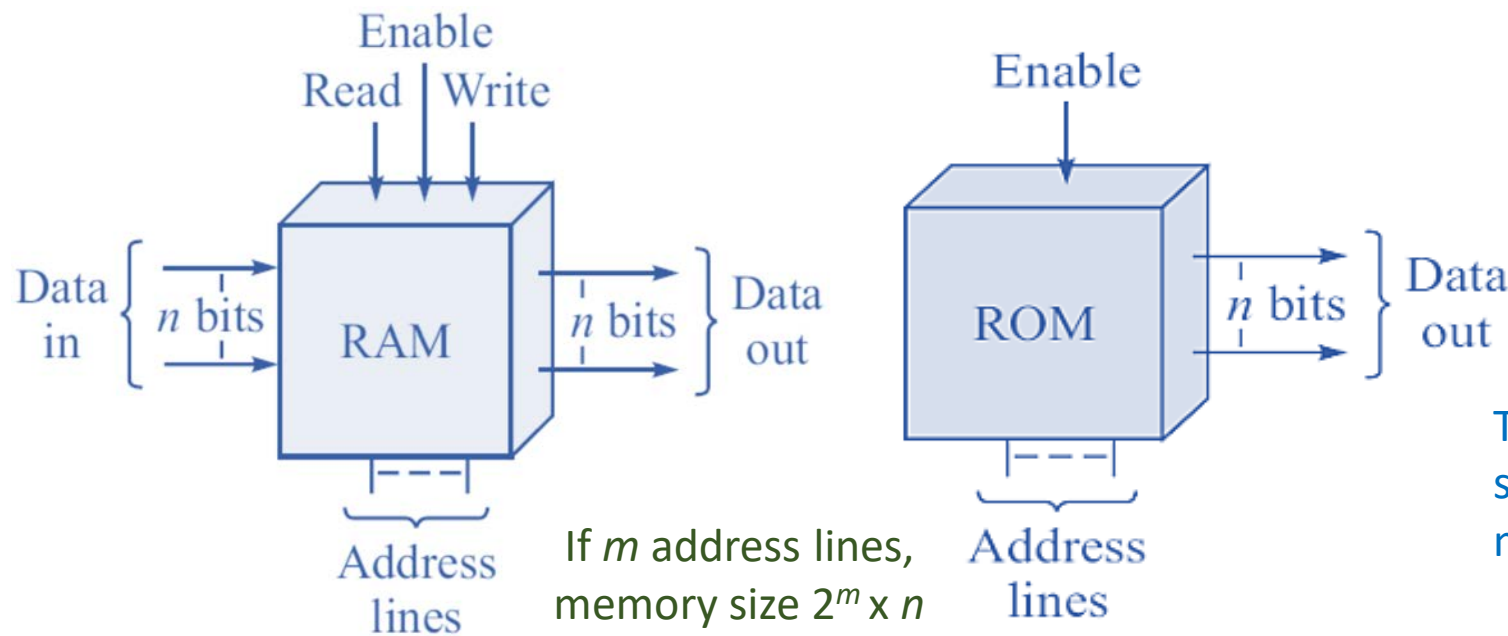 Enable
Read Write
Data
in
n bits
RAM
n bits
Data
out
Address
lines
If m address lines,
memory size 2^m x n
Enable
ROM
n bits
Data
out
Address
lines